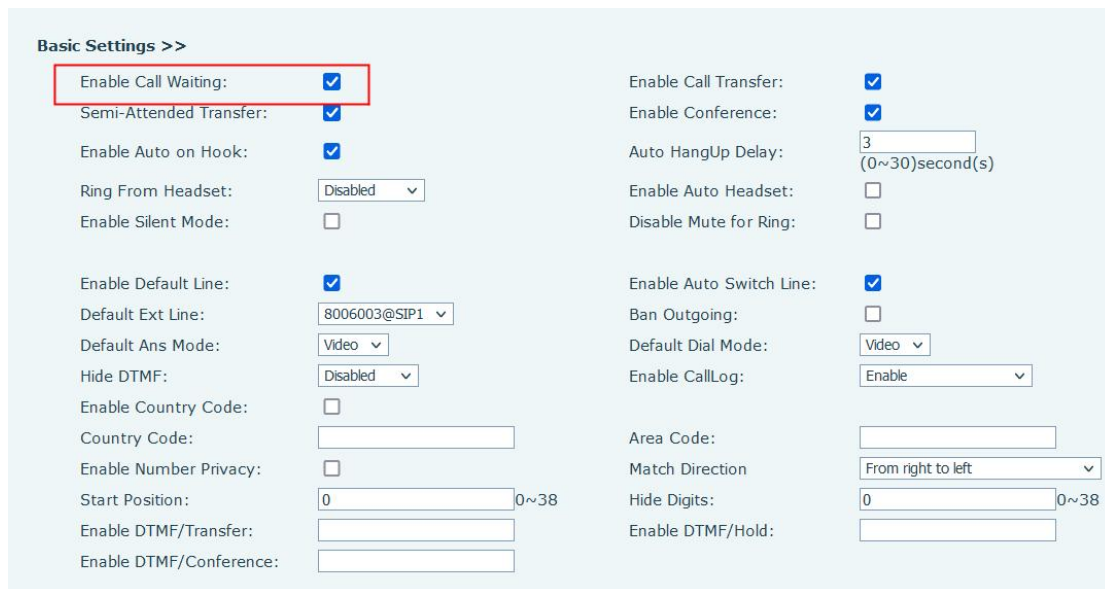 Basic Settings >>
Enable Call Waiting: Enable Call Transfer:
Semi-Attended Transfer: Enable Conference:
Enable Auto on Hook: Auto HangUp Delay: 3
(0~30)second(s)
Ring From Headset: Disabled Enable Auto Headset:
Enable Silent Mode: Disable Mute for Ring:
Enable Default Line: Enable Auto Switch Line:
Default Ext Line: 8006003@SIP1 Ban Outgoing:
Default Ans Mode: Video Default Dial Mode: Video
Hide DTMF: Disabled Enable CallLog: Enable
Enable Country Code:
Country Code: Area Code:
Enable Number Privacy: Match Direction From right to left
Start Position: 0 0~38 Hide Digits: 0 0~38
Enable DTMF/Transfer: Enable DTMF/Hold:
Enable DTMF/Conference: